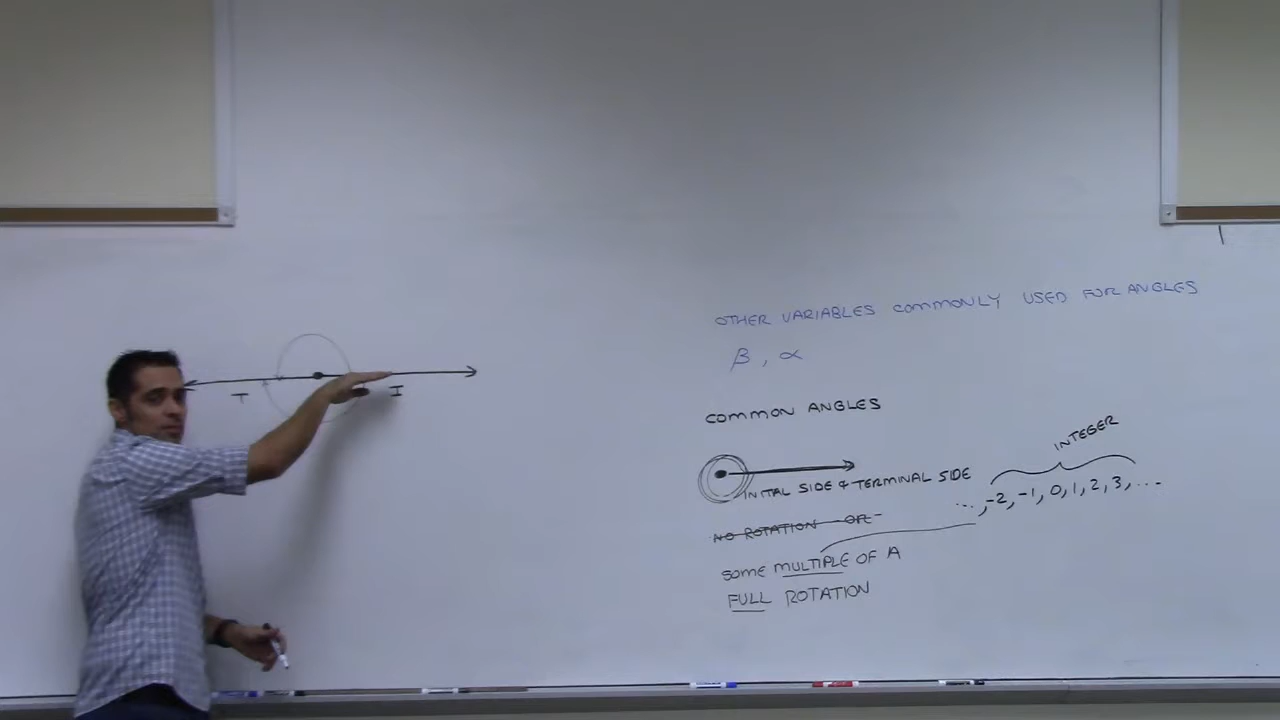 T I
OTHER VARIABLES COMMONLY USED FOR ANGLES
β, α
COMMON ANGLES
INTEGER
INITAL SIDE & TERMINAL SIDE
..., -2, -1, 0, 1, 2, 3, ...
NO ROTATION -OR-
SOME MULTIPLE OF A
FULL ROTATION